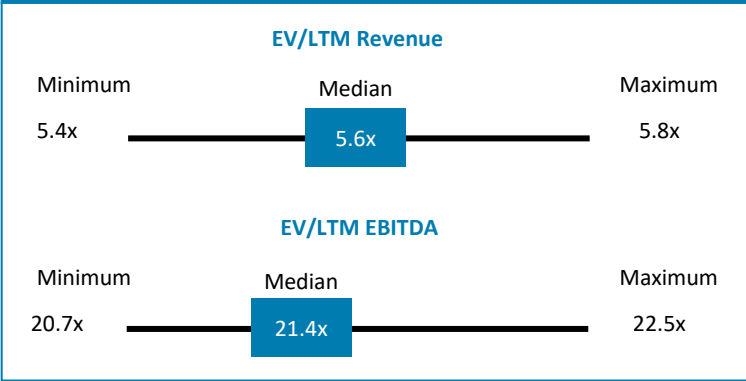 EV/LTM Revenue
Minimum
Median
Maximum
5.4x
5.6x
5.8x
EV/LTM EBITDA
Minimum
Median
Maximum
20.7x
21.4x
22.5x